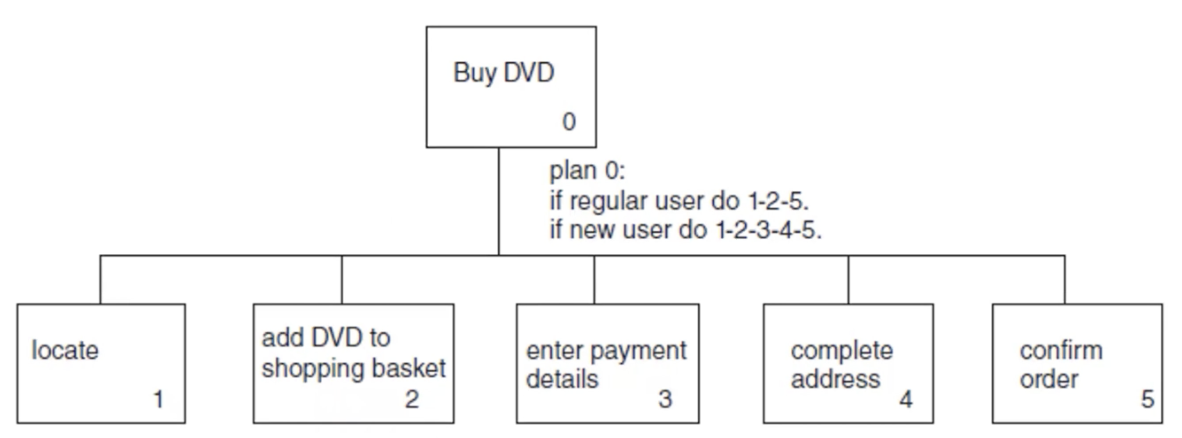 Buy DVD
0
plan 0:
if regular user do 1-2-5.
if new user do 1-2-3-4-5.
locate
1
add DVD to
shopping basket
2
enter payment
details
3
complete
address
4
confirm
order
5